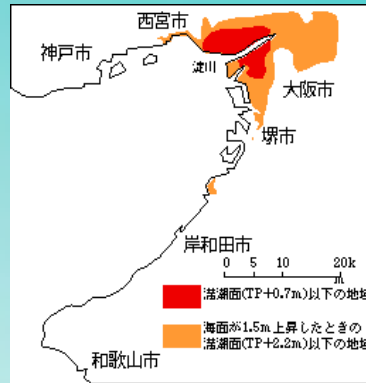 西宮市
神戸市
淀川
大阪市
堺市
岸和田市
0 5 10 20k
m
満潮面(TP+0.7m)以下の地域
海面が1.5m上昇したときの
満潮面(TP+2.2m)以下の地域
和歌山市